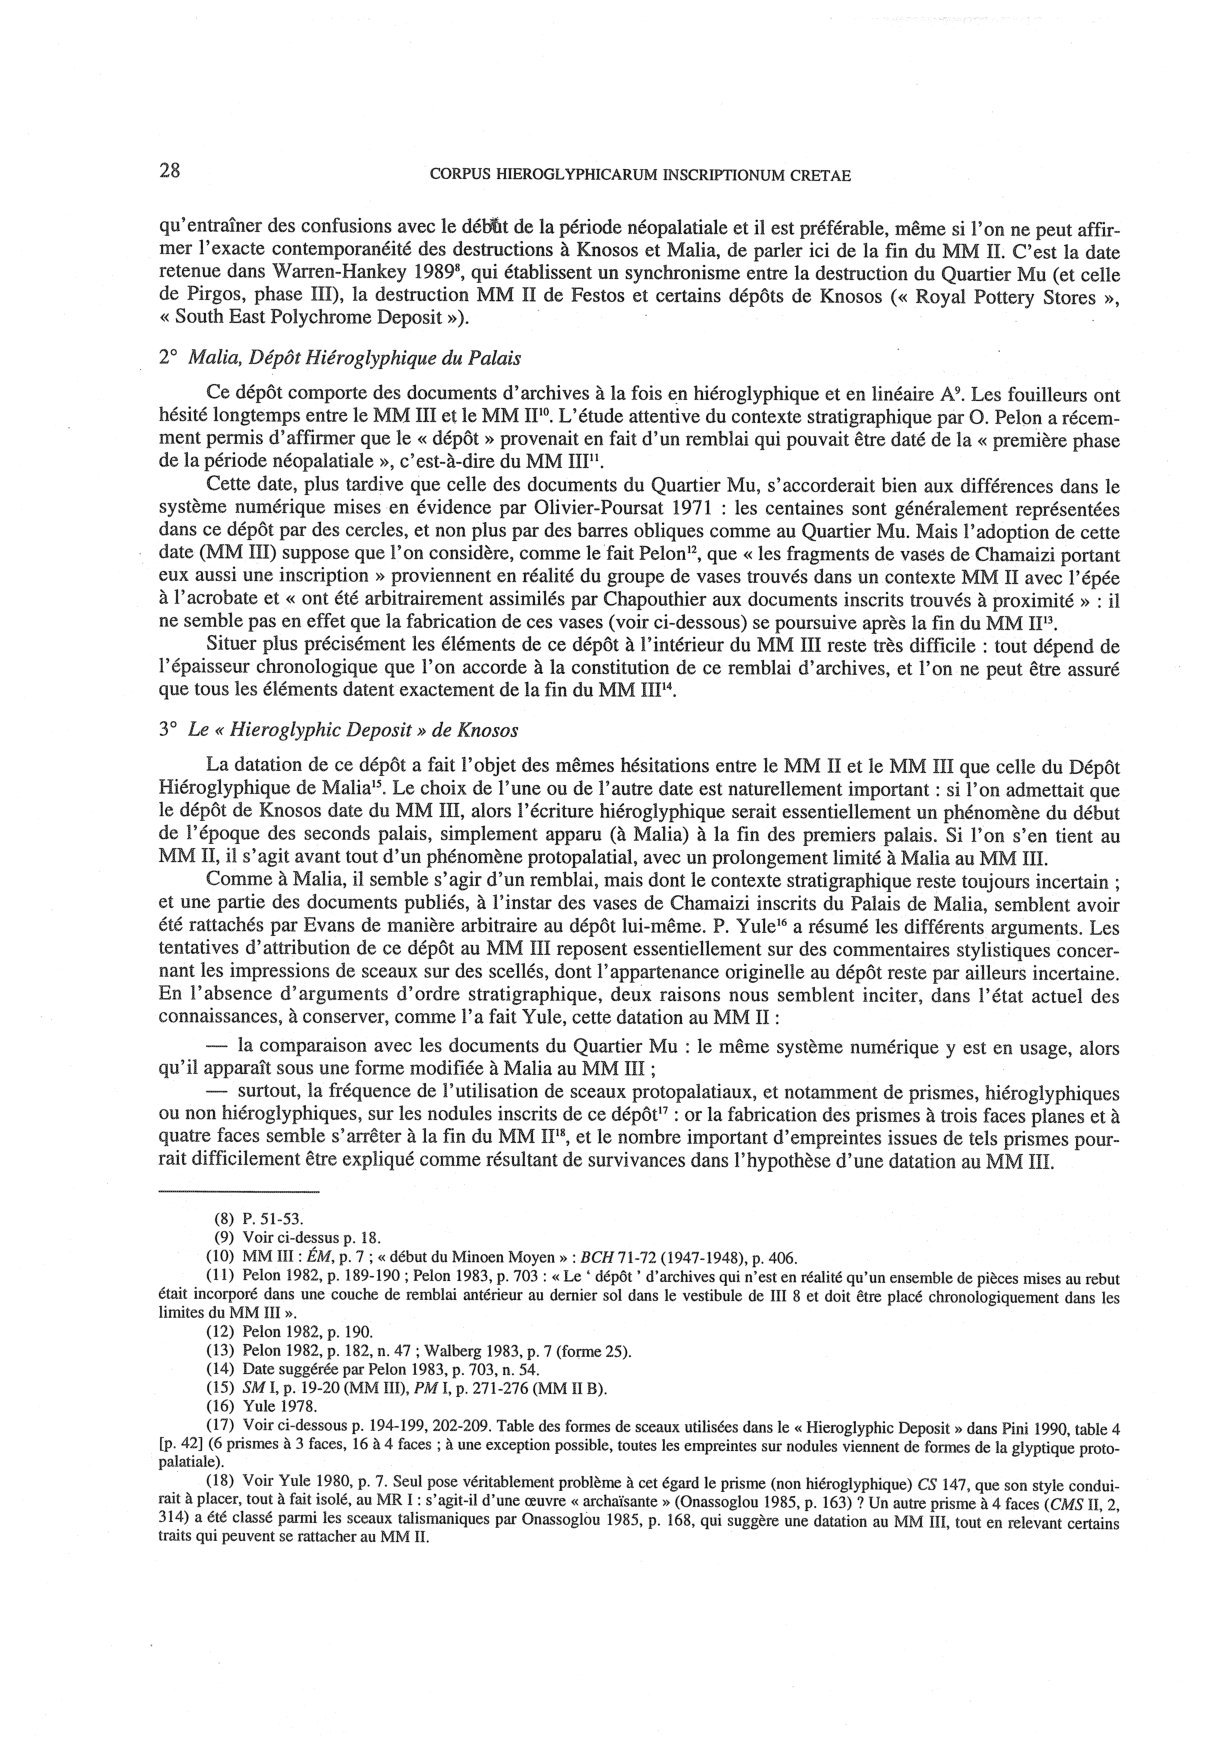 28
CORPUS HIEROGLYPHICARUM INSCRIPTIONUM CRETAE
qu'entraîner des confusions avec le début de la période néopalatiale et il est préférable, même si l'on ne peut affir-
mer l'exacte contemporanéité des destructions à Knosos et Malia, de parler ici de la fin du MM II. C'est la date
retenue dans Warren-Hankey 1989⁸, qui établissent un synchronisme entre la destruction du Quartier Mu (et celle
de Pirgos, phase III), la destruction MM II de Festos et certains dépôts de Knosos (« Royal Pottery Stores »,
« South East Polychrome Deposit »).
2° Malia, Dépôt Hiéroglyphique du Palais
Ce dépôt comporte des documents d'archives à la fois en hiéroglyphique et en linéaire A⁹. Les fouilleurs ont
hésité longtemps entre le MM III et le MM II¹⁰. L'étude attentive du contexte stratigraphique par O. Pelon a récem-
ment permis d'affirmer que le « dépôt » provenait en fait d'un remblai qui pouvait être daté de la « première phase
de la période néopalatiale », c'est-à-dire du MM III¹¹.
Cette date, plus tardive que celle des documents du Quartier Mu, s'accorderait bien aux différences dans le
système numérique mises en évidence par Olivier-Poursat 1971 : les centaines sont généralement représentées
dans ce dépôt par des cercles, et non plus par des barres obliques comme au Quartier Mu. Mais l'adoption de cette
date (MM III) suppose que l'on considère, comme le fait Pelon¹², que « les fragments de vases de Chamaizi portant
eux aussi une inscription » proviennent en réalité du groupe de vases trouvés dans un contexte MM II avec l'épée
à l'acrobate et « ont été arbitrairement assimilés par Chapouthier aux documents inscrits trouvés à proximité » : il
ne semble pas en effet que la fabrication de ces vases (voir ci-dessous) se poursuive après la fin du MM II¹³.
Situer plus précisément les éléments de ce dépôt à l'intérieur du MM III reste très difficile : tout dépend de
l'épaisseur chronologique que l'on accorde à la constitution de ce remblai d'archives, et l'on ne peut être assuré
que tous les éléments datent exactement de la fin du MM III¹⁴.
3° Le « Hieroglyphic Deposit » de Knosos
La datation de ce dépôt a fait l'objet des mêmes hésitations entre le MM II et le MM III que celle du Dépôt
Hiéroglyphique de Malia¹⁵. Le choix de l'une ou de l'autre date est naturellement important : si l'on admettait que
le dépôt de Knosos date du MM III, alors l'écriture hiéroglyphique serait essentiellement un phénomène du début
de l'époque des seconds palais, simplement apparu (à Malia) à la fin des premiers palais. Si l'on s'en tient au
MM II, il s'agit avant tout d'un phénomène protopalatial, avec un prolongement limité à Malia au MM III.
Comme à Malia, il semble s'agir d'un remblai, mais dont le contexte stratigraphique reste toujours incertain ;
et une partie des documents publiés, à l'instar des vases de Chamaizi inscrits du Palais de Malia, semblent avoir
été rattachés par Evans de manière arbitraire au dépôt lui-même. P. Yule¹⁶ a résumé les différents arguments. Les
tentatives d'attribution de ce dépôt au MM III reposent essentiellement sur des commentaires stylistiques concer-
nant les impressions de sceaux sur des scellés, dont l'appartenance originelle au dépôt reste par ailleurs incertaine.
En l'absence d'arguments d'ordre stratigraphique, deux raisons nous semblent inciter, dans l'état actuel des
connaissances, à conserver, comme l'a fait Yule, cette datation au MM II :
— la comparaison avec les documents du Quartier Mu : le même système numérique y est en usage, alors
qu'il apparaît sous une forme modifiée à Malia au MM III ;
— surtout, la fréquence de l'utilisation de sceaux protopalatiaux, et notamment de prismes, hiéroglyphiques
ou non hiéroglyphiques, sur les nodules inscrits de ce dépôt¹⁷ : or la fabrication des prismes à trois faces planes et à
quatre faces semble s'arrêter à la fin du MM II¹⁸, et le nombre important d'empreintes issues de tels prismes pour-
rait difficilement être expliqué comme résultant de survivances dans l'hypothèse d'une datation au MM III.
(8) P. 51-53.
(9) Voir ci-dessus p. 18.
(10) MM III : ÉM, p. 7 ; « début du Minoen Moyen » : BCH 71-72 (1947-1948), p. 406.
(11) Pelon 1982, p. 189-190 ; Pelon 1983, p. 703 : « Le ' dépôt ' d'archives qui n'est en réalité qu'un ensemble de pièces mises au rebut
était incorporé dans une couche de remblai antérieur au dernier sol dans le vestibule de III 8 et doit être placé chronologiquement dans les
limites du MM III ».
(12) Pelon 1982, p. 190.
(13) Pelon 1982, p. 182, n. 47 ; Walberg 1983, p. 7 (forme 25).
(14) Date suggérée par Pelon 1983, p. 703, n. 54.
(15) SM I, p. 19-20 (MM III), PM I, p. 271-276 (MM II B).
(16) Yule 1978.
(17) Voir ci-dessous p. 194-199, 202-209. Table des formes de sceaux utilisées dans le « Hieroglyphic Deposit » dans Pini 1990, table 4
[p. 42] (6 prismes à 3 faces, 16 à 4 faces ; à une exception possible, toutes les empreintes sur nodules viennent de formes de la glyptique proto-
palatiale).
(18) Voir Yule 1980, p. 7. Seul pose véritablement problème à cet égard le prisme (non hiéroglyphique) CS 147, que son style condui-
rait à placer, tout à fait isolé, au MR I : s'agit-il d'une œuvre « archaïsante » (Onassoglou 1985, p. 163) ? Un autre prisme à 4 faces (CMS II, 2,
314) a été classé parmi les sceaux talismaniques par Onassoglou 1985, p. 168, qui suggère une datation au MM III, tout en relevant certains
traits qui peuvent se rattacher au MM II.